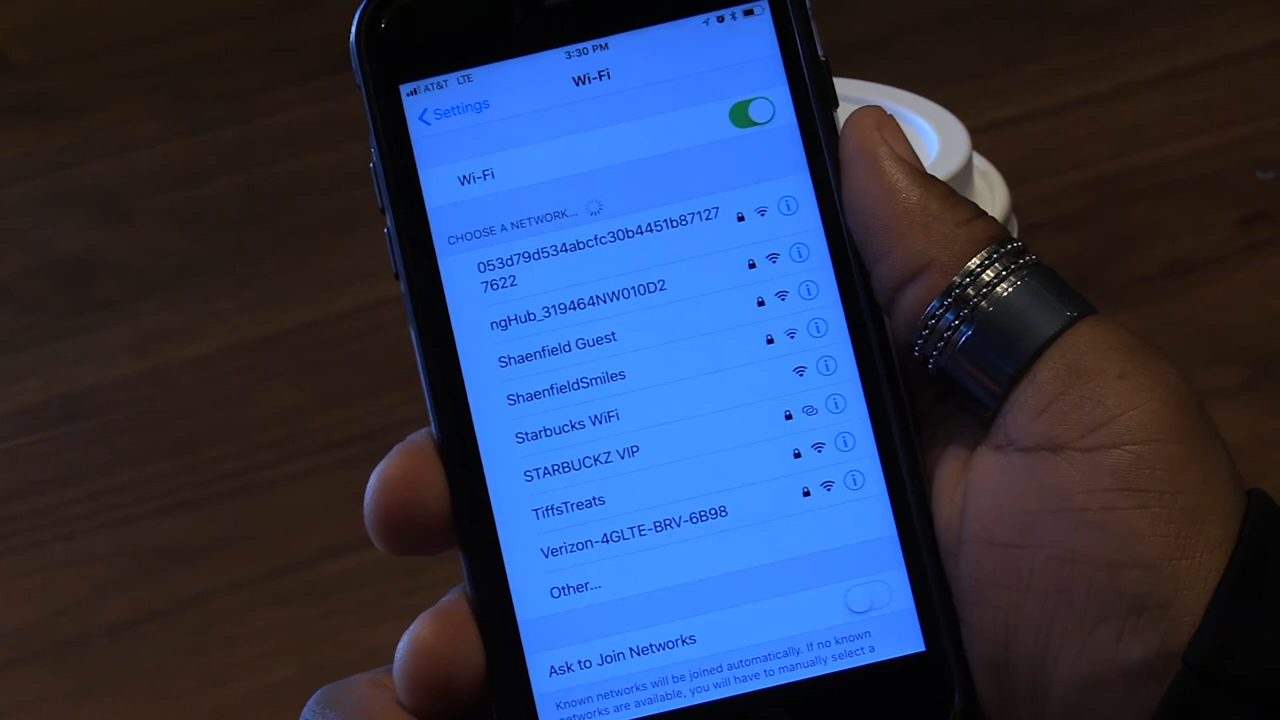 3:30 PM
AT&T LTE
Wi-Fi
Settings
Wi-Fi
CHOOSE A NETWORK...
053d79d534abcfc30b4451b87127
7622
ngHub_319464NW010D2
Shaenfield Guest
ShaenfieldSmiles
Starbucks WiFi
STARBUCKZ VIP
TiffsTreats
Verizon-4GLTE-BRV-6B98
Other...
Ask to Join Networks
Known networks will be joined automatically. If no known
networks are available, you will have to manually select a